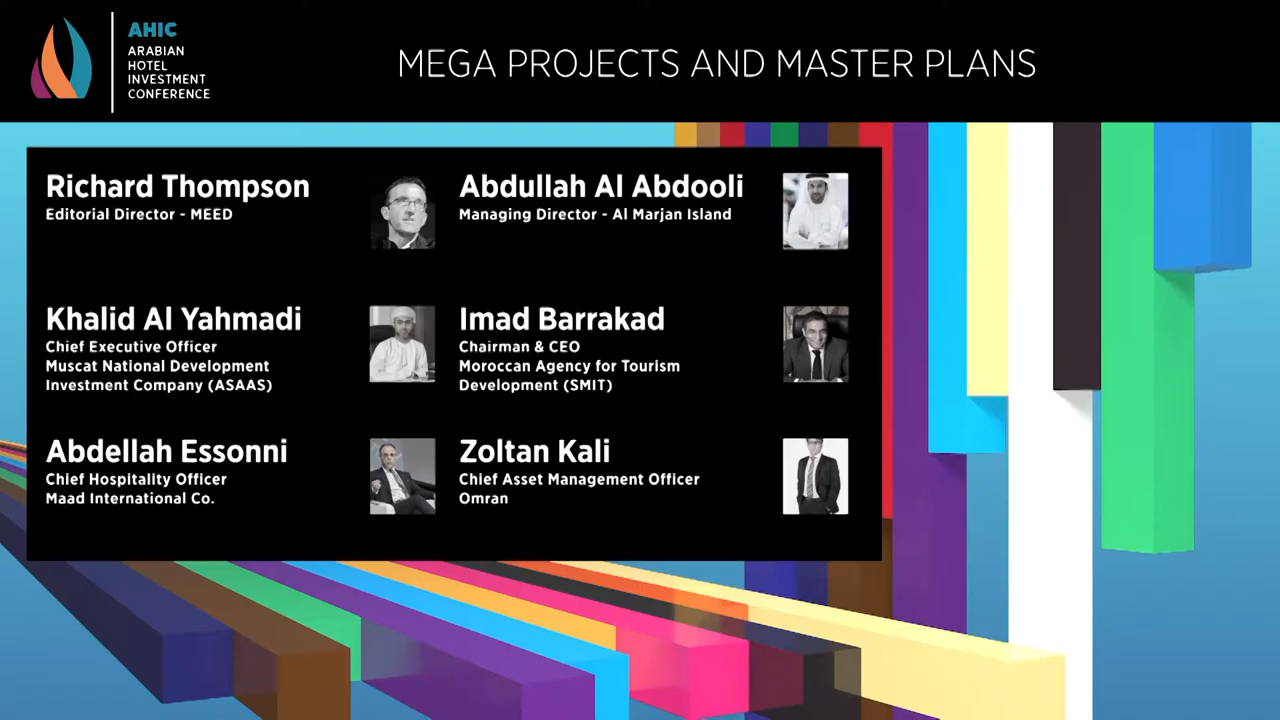 AHIC
ARABIAN
HOTEL
INVESTMENT
CONFERENCE
MEGA PROJECTS AND MASTER PLANS
Richard Thompson
Editorial Director - MEED
Abdullah Al Abdooli
Managing Director - Al Marjan Island
Khalid Al Yahmadi
Chief Executive Officer
Muscat National Development
Investment Company (ASAAS)
Imad Barrakad
Chairman & CEO
Moroccan Agency for Tourism
Development (SMIT)
Abdellah Essonni
Chief Hospitality Officer
Maad International Co.
Zoltan Kali
Chief Asset Management Officer
Omran